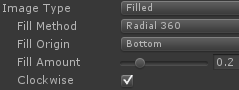 Image Type Filled
Fill Method Radial 360
Fill Origin Bottom
Fill Amount 0.2
Clockwise